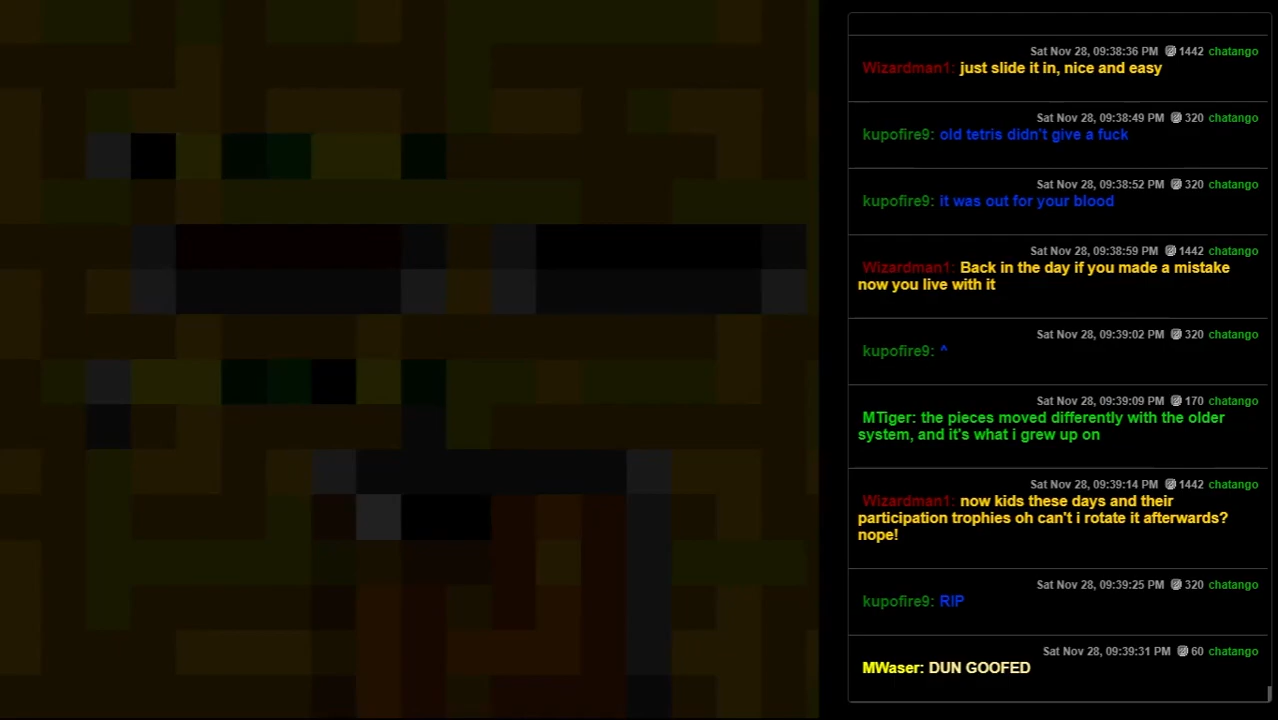 Sat Nov 28, 09:38:36 PM 1442 chatango
Wizardman1: just slide it in, nice and easy
Sat Nov 28, 09:38:49 PM 320 chatango
kupofire9: old tetris didn't give a fuck
Sat Nov 28, 09:38:52 PM 320 chatango
kupofire9: it was out for your blood
Sat Nov 28, 09:38:59 PM 1442 chatango
Wizardman1: Back in the day if you made a mistake
now you live with it
Sat Nov 28, 09:39:02 PM 320 chatango
kupofire9: ^
Sat Nov 28, 09:39:09 PM 170 chatango
MTiger: the pieces moved differently with the older
system, and it's what i grew up on
Sat Nov 28, 09:39:14 PM 1442 chatango
Wizardman1: now kids these days and their
participation trophies oh can't i rotate it afterwards?
nope!
Sat Nov 28, 09:39:25 PM 320 chatango
kupofire9: RIP
Sat Nov 28, 09:39:31 PM 60 chatango
MWaser: DUN GOOFED